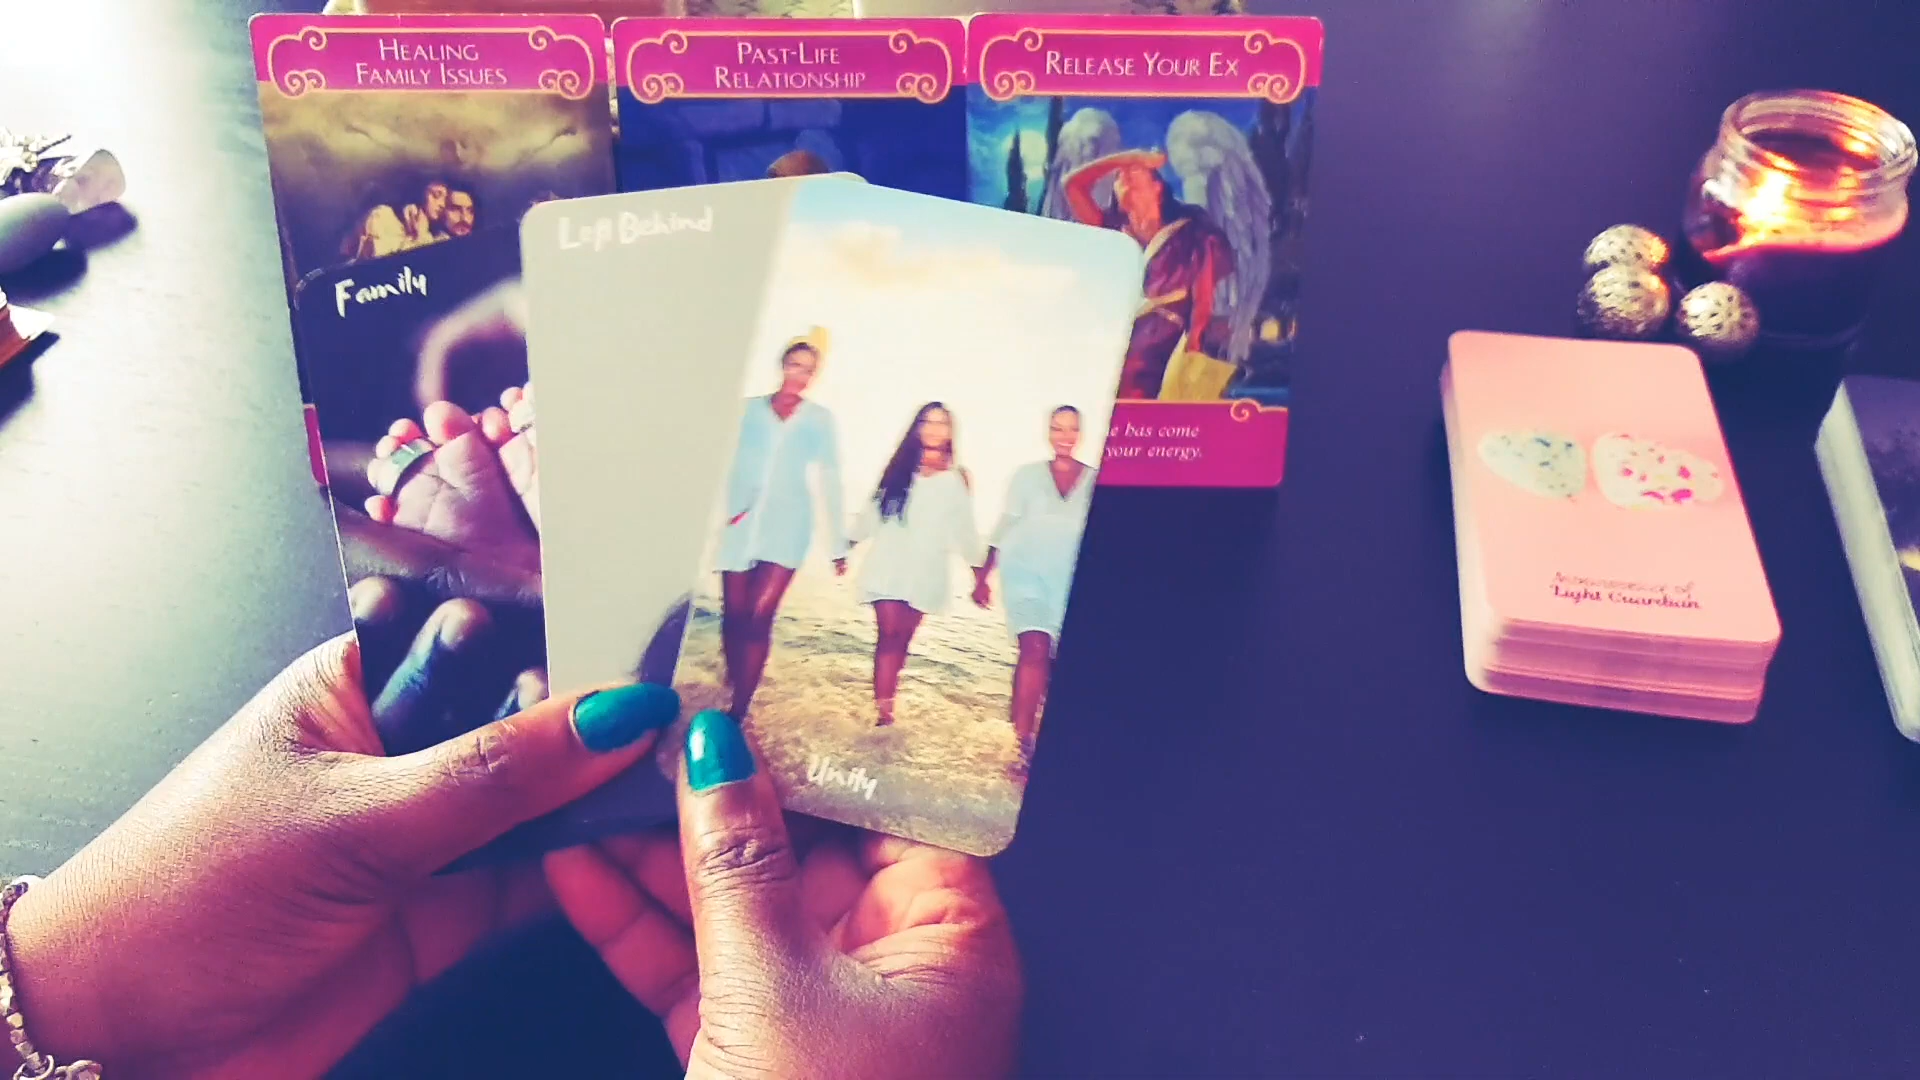 HEALING
FAMILY ISSUES
PAST-LIFE
RELATIONSHIP
RELEASE YOUR EX
Family
Left Behind
e has come
your energy.
Unity
Light Guardian